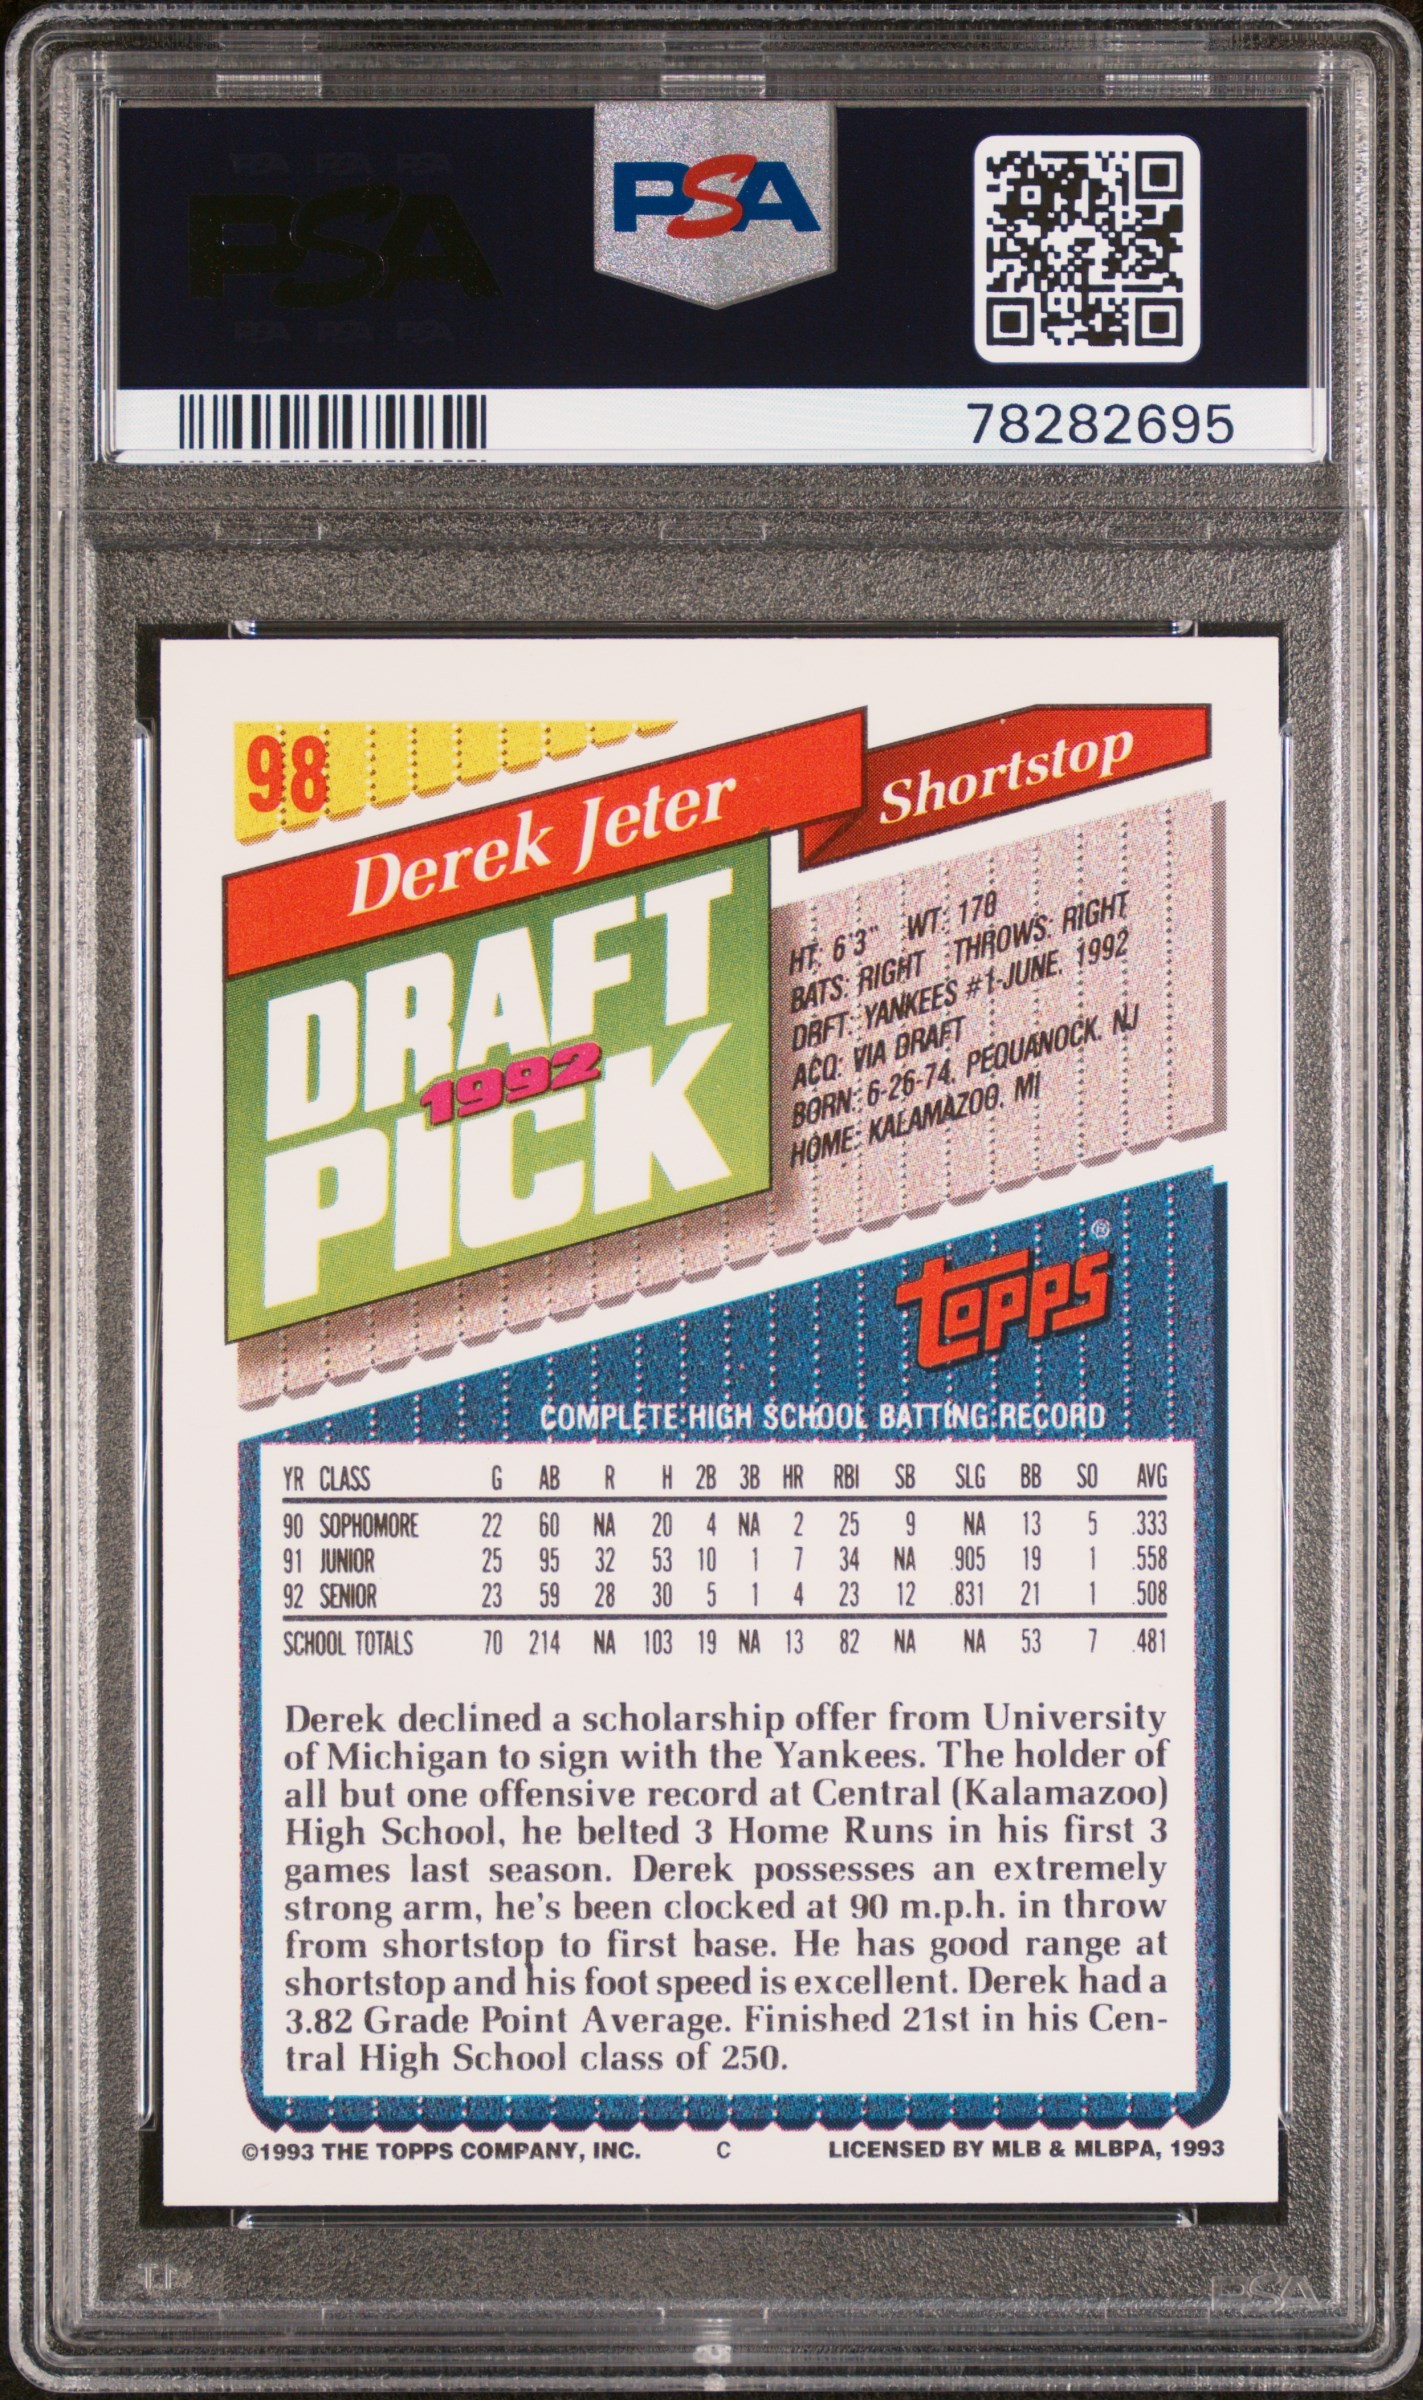 PSA PSA PSA
PSA
PSA PSA PSA
PSA
78282695
98
Derek Jeter
Shortstop
DRAFT
1992
PICK
HT: 6'3" WT: 170
BATS: RIGHT THROWS: RIGHT
DRFT: YANKEES #1-JUNE, 1992
ACQ: VIA DRAFT
BORN: 6-26-74, PEQUANOCK, NJ
HOME: KALAMAZOO, MI
Topps®
COMPLETE HIGH SCHOOL BATTING RECORD
YR CLASS G AB R H 2B 3B HR RBI SB SLG BB SO AVG
90 SOPHOMORE 22 60 NA 20 4 NA 2 25 9 NA 13 5 .333
91 JUNIOR 25 95 32 53 10 1 7 34 NA .905 19 1 .558
92 SENIOR 23 59 28 30 5 1 4 23 12 .831 21 1 .508
SCHOOL TOTALS 70 214 NA 103 19 NA 13 82 NA NA 53 7 .481
Derek declined a scholarship offer from University
of Michigan to sign with the Yankees. The holder of
all but one offensive record at Central (Kalamazoo)
High School, he belted 3 Home Runs in his first 3
games last season. Derek possesses an extremely
strong arm, he's been clocked at 90 m.p.h. in throw
from shortstop to first base. He has good range at
shortstop and his foot speed is excellent. Derek had a
3.82 Grade Point Average. Finished 21st in his Cen-
tral High School class of 250.
©1993 THE TOPPS COMPANY, INC. C LICENSED BY MLB & MLBPA, 1993
PSA